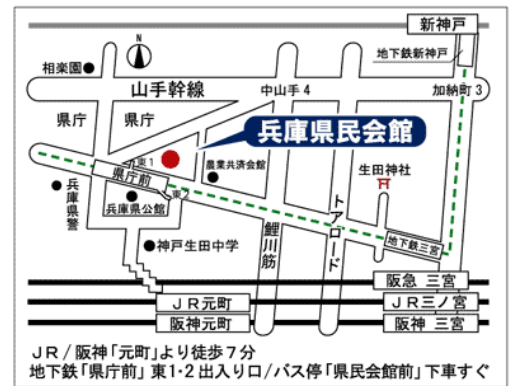 新神戸
地下鉄新神戸
相楽園
山手幹線
中山手4
加納町3
県庁
県庁
兵庫県民会館
東1
農業共済会館
生田神社
県庁前
東2
兵庫県警
兵庫県公館
トアロード
鯉川筋
地下鉄三宮
神戸生田中学
阪急 三宮
JR元町
JR三ノ宮
阪神元町
阪神 三宮
JR/阪神「元町」より徒歩7分
地下鉄「県庁前」東1・2出入り口/バス停「県民会館前」下車すぐ